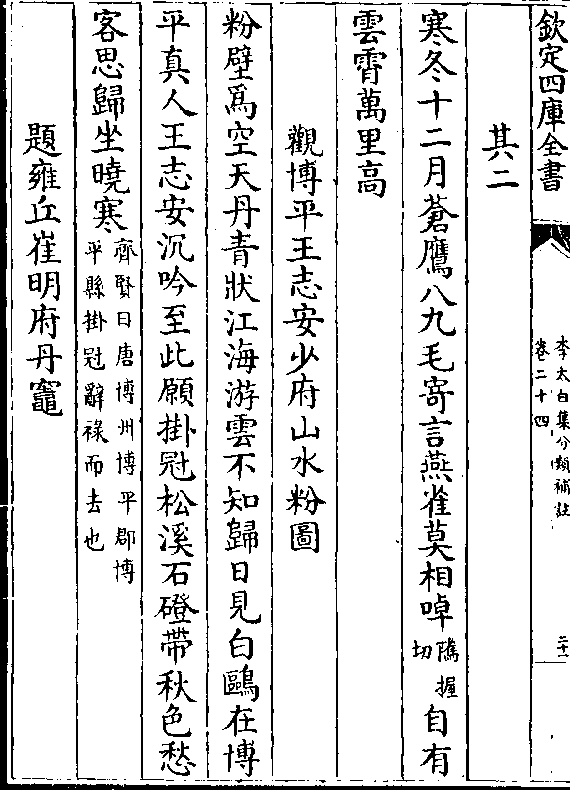 欽定四庫全書
李太白集分類補註
卷二十四
二十一
其二
寒冬十二月蒼鷹八九毛寄言燕雀莫相啅
隲握
切
自有
雲霄萬里高
觀博平王志安少府山水粉圖
粉壁爲空天丹青狀江海游雲不知歸日見白鷗在博
平真人王志安沉吟至此願掛冠松溪石磴帶秋色愁
客思歸坐曉寒
齊賢曰唐博州博平郡博
平縣掛冠辭祿而去也
題雍丘崔明府丹竈